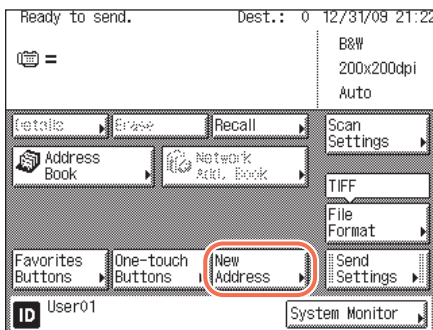 Ready to send. Dest.: 0 12/31/09 21:22
B&W
=
200x200dpi
Auto
Details Erase Recall Scan Settings
Address Book Network Add. Book
TIFF
File Format
Favorites Buttons One-touch Buttons New Address Send Settings
ID User01 System Monitor